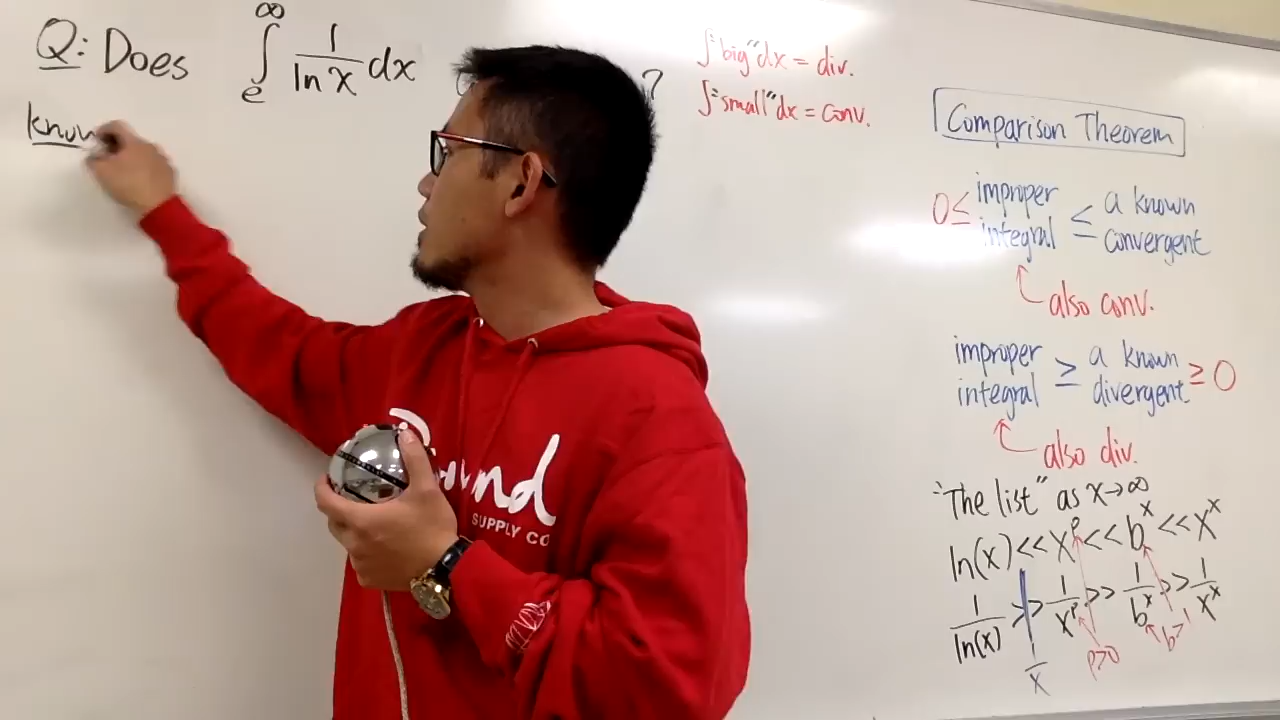 Q: Does ∫_e^∞ 1/(ln x) dx ?
know
∫"big" dx = div.
∫"small" dx = conv.
Comparison Theorem
0 ≤ improper integral ≤ a known convergent
also conv.
improper integral ≥ a known divergent ≥ 0
also div.
"The list" as x→∞
ln(x) << x^p << b^x << x^x
1/ln(x) >> 1/x^p >> 1/b^x >> 1/x^x
1/x
p>0
b>1
SUPPLY CO